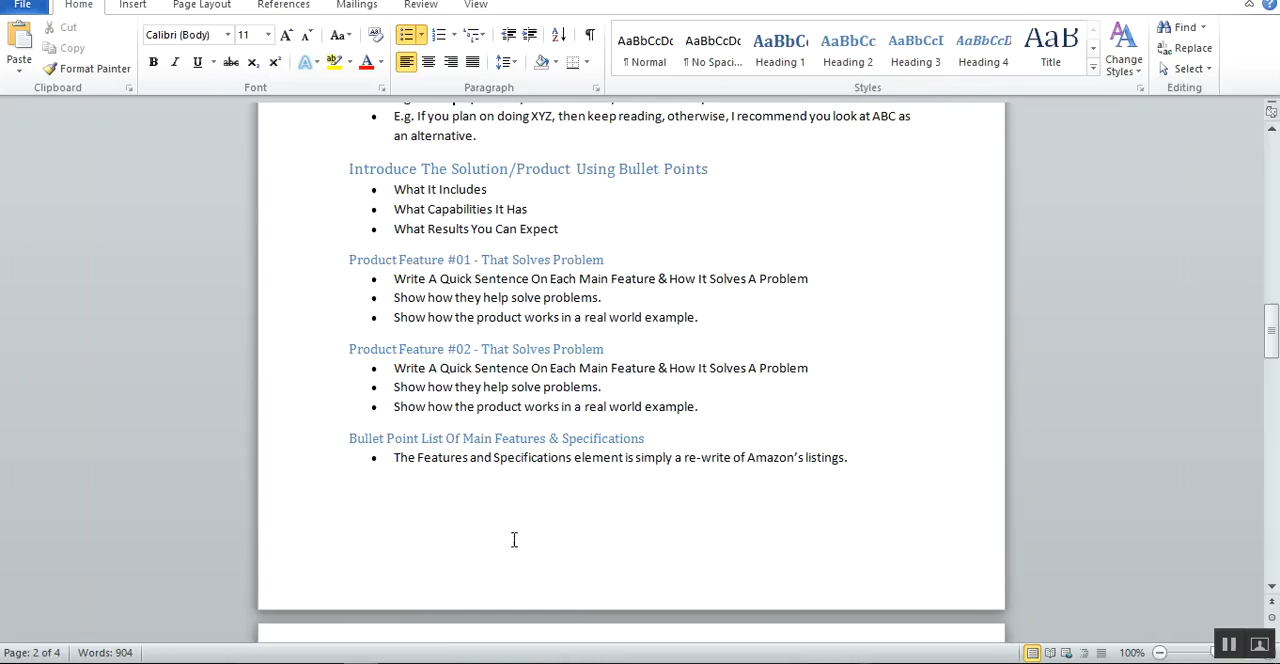 File Home Insert Page Layout References Mailings Review View
Cut
Copy
Paste
Format Painter
Clipboard
Calibri (Body) 11
Font
Paragraph
AaBbCcDc AaBbCcDc AaBbC AaBbCc AaBbCcI AaBbCcD AaB
¶ Normal ¶ No Spaci... Heading 1 Heading 2 Heading 3 Heading 4 Title
Change Styles
Styles
Find
Replace
Select
Editing
E.g. If you plan on doing XYZ, then keep reading, otherwise, I recommend you look at ABC as
an alternative.
Introduce The Solution/Product Using Bullet Points
• What It Includes
• What Capabilities It Has
• What Results You Can Expect
Product Feature #01 - That Solves Problem
• Write A Quick Sentence On Each Main Feature & How It Solves A Problem
• Show how they help solve problems.
• Show how the product works in a real world example.
Product Feature #02 - That Solves Problem
• Write A Quick Sentence On Each Main Feature & How It Solves A Problem
• Show how they help solve problems.
• Show how the product works in a real world example.
Bullet Point List Of Main Features & Specifications
• The Features and Specifications element is simply a re-write of Amazon's listings.
Page: 2 of 4 Words: 904 100%